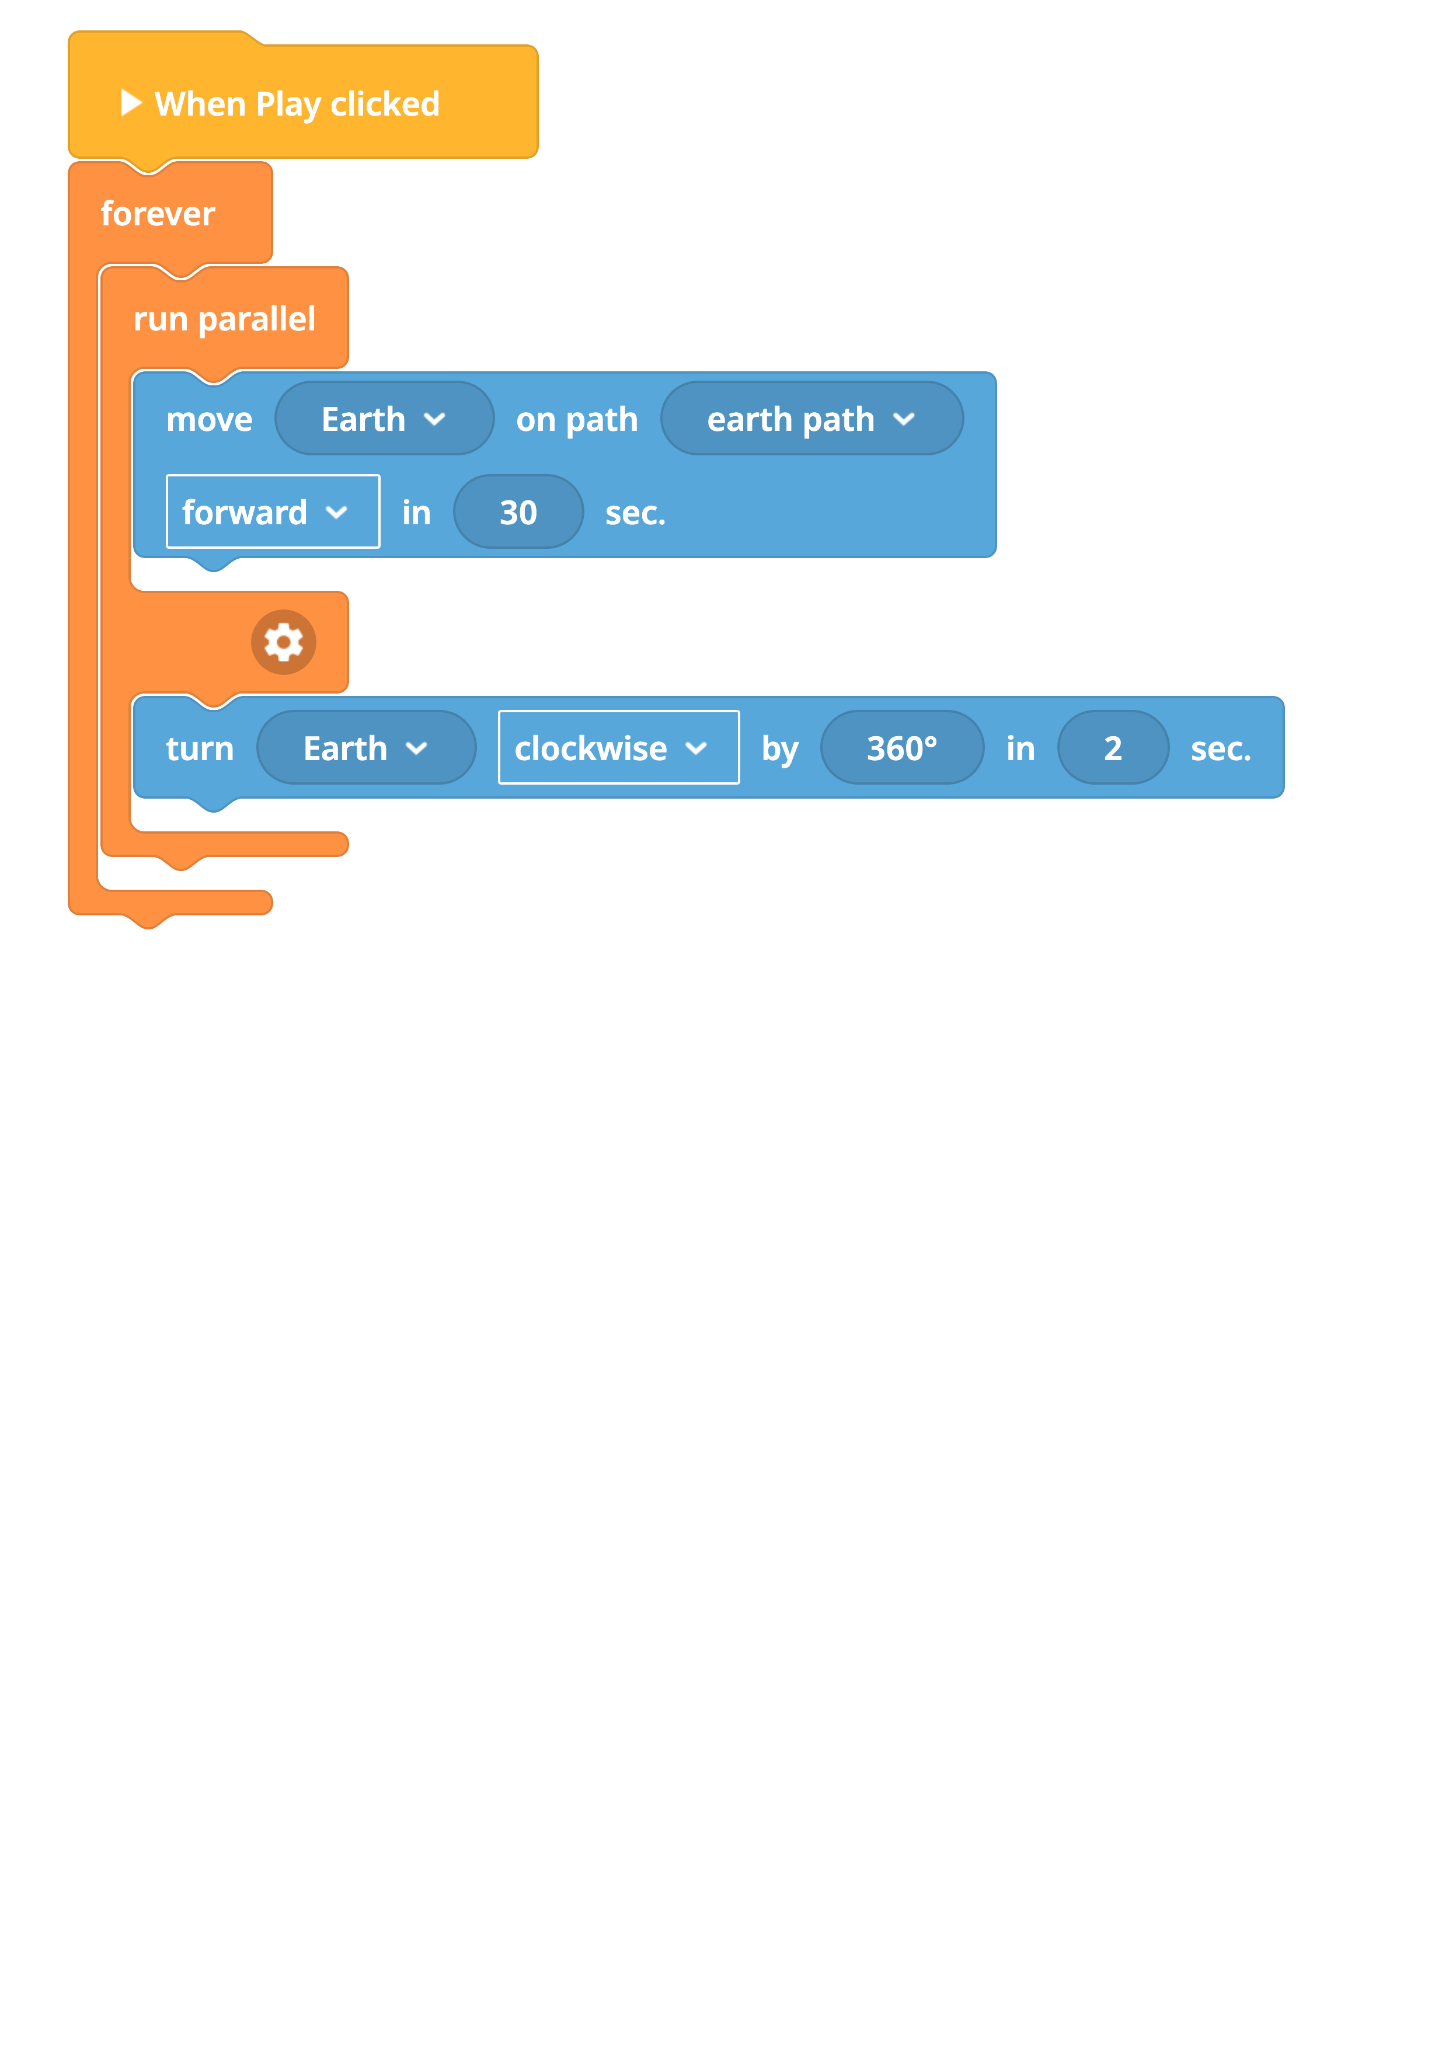 When Play clicked
forever
run parallel
move Earth on path earth path
forward in 30 sec.
turn Earth clockwise by 360° in 2 sec.